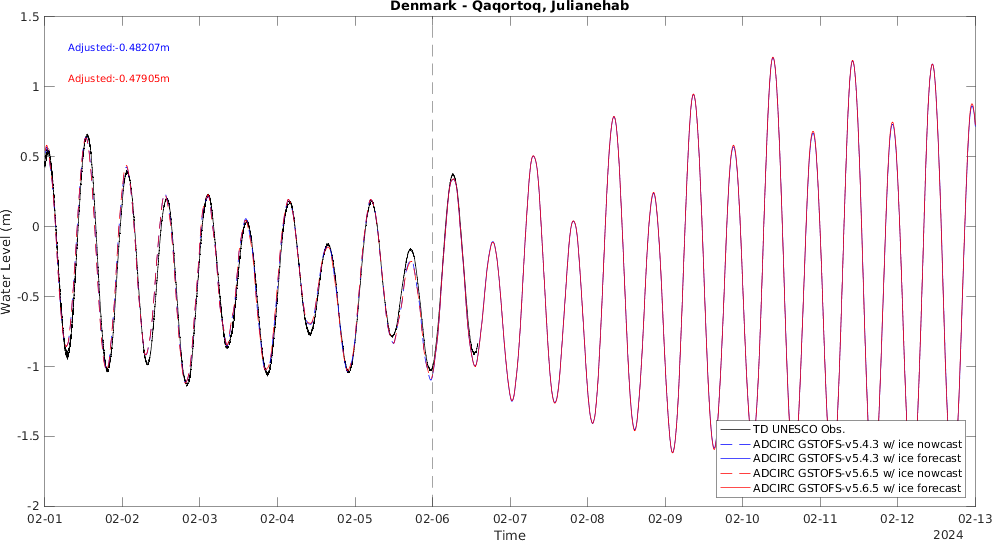 Denmark - Qaqortoq, Julianehab
Adjusted:-0.48207m
Adjusted:-0.47905m
Water Level (m)
1.5
1
0.5
0
-0.5
-1
-1.5
-2
TD UNESCO Obs.
ADCIRC GSTOFS-v5.4.3 w/ ice nowcast
ADCIRC GSTOFS-v5.4.3 w/ ice forecast
ADCIRC GSTOFS-v5.6.5 w/ ice nowcast
ADCIRC GSTOFS-v5.6.5 w/ ice forecast
02-01 02-02 02-03 02-04 02-05 02-06 02-07 02-08 02-09 02-10 02-11 02-12 02-13
Time
2024